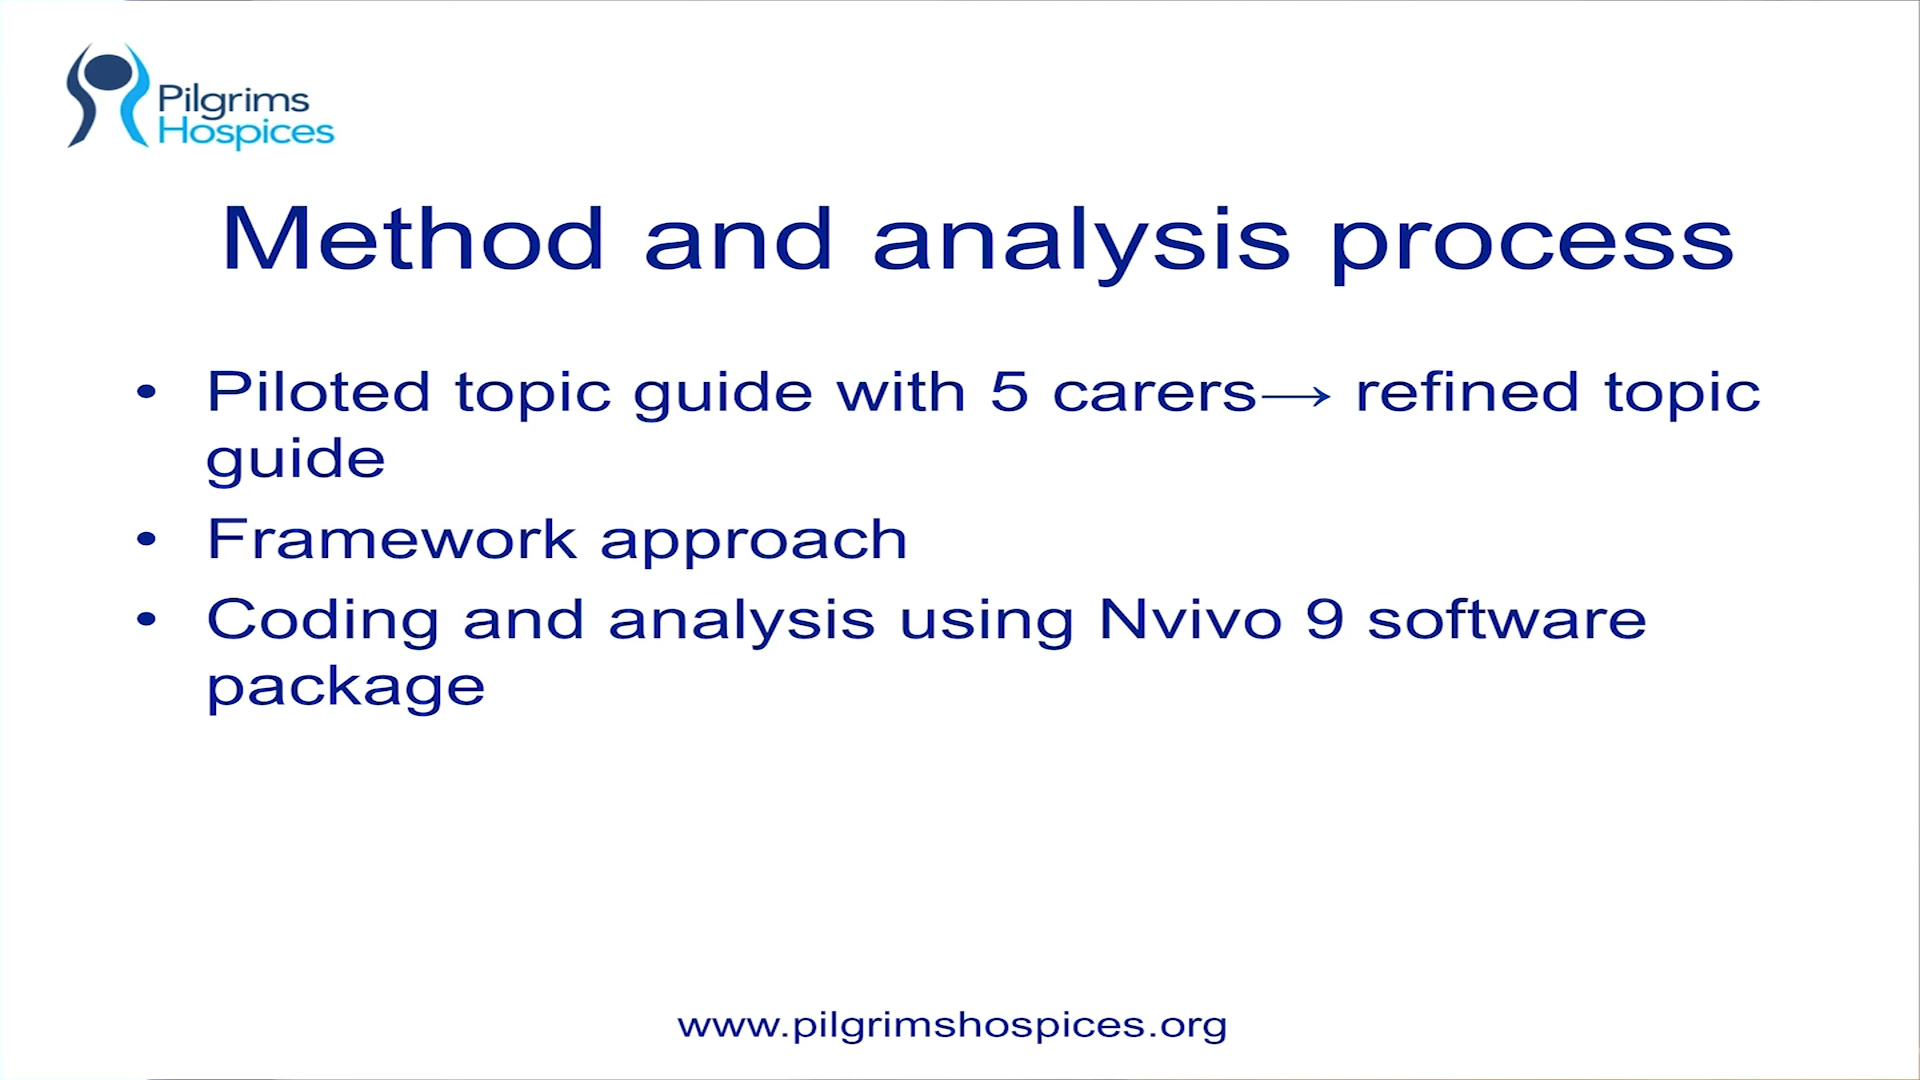 Pilgrims
Hospices
Method and analysis process
• Piloted topic guide with 5 carers→ refined topic
guide
• Framework approach
• Coding and analysis using Nvivo 9 software
package
www.pilgrimshospices.org